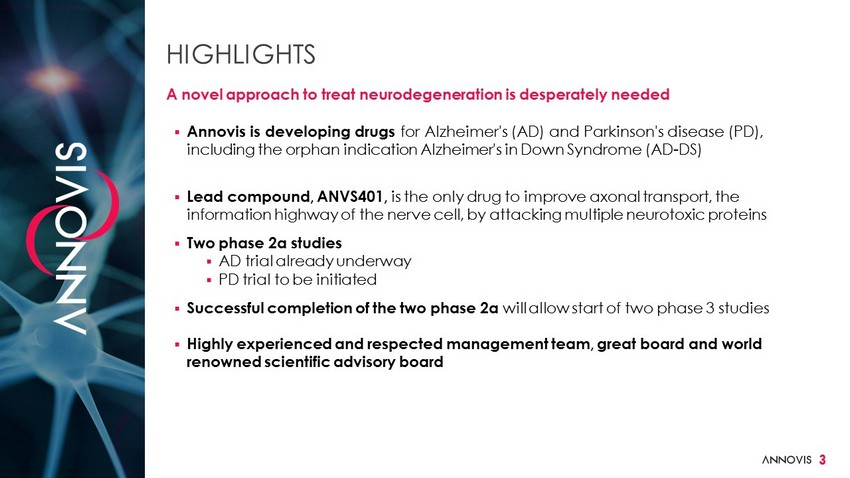 ANNOVIS
HIGHLIGHTS
A novel approach to treat neurodegeneration is desperately needed
▪ Annovis is developing drugs for Alzheimer's (AD) and Parkinson's disease (PD),
including the orphan indication Alzheimer's in Down Syndrome (AD-DS)
▪ Lead compound, ANVS401, is the only drug to improve axonal transport, the
information highway of the nerve cell, by attacking multiple neurotoxic proteins
▪ Two phase 2a studies
▪ AD trial already underway
▪ PD trial to be initiated
▪ Successful completion of the two phase 2a will allow start of two phase 3 studies
▪ Highly experienced and respected management team, great board and world
renowned scientific advisory board
ANNOVIS 3